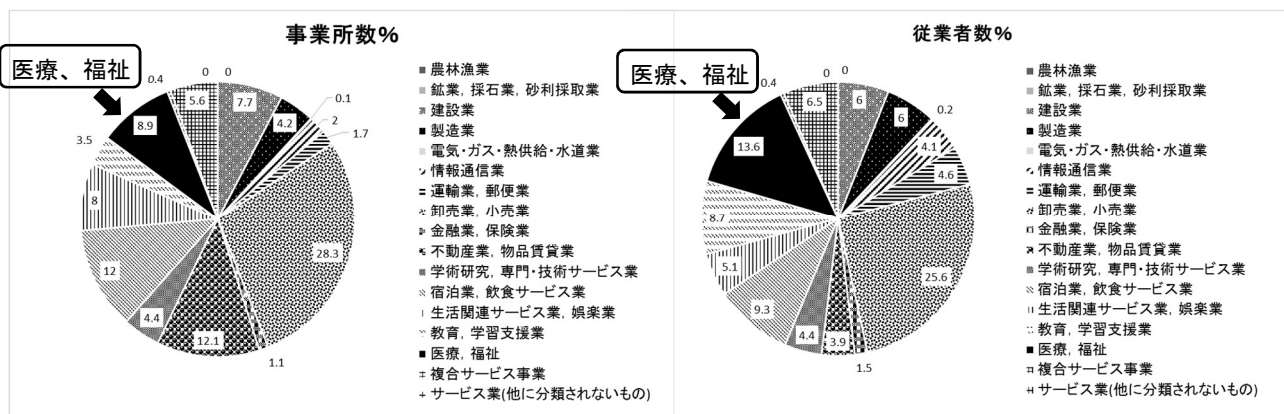 事業所数%
医療、福祉
0
0
7.7
4.2
0.1
2
1.7
28.3
1.1
12.1
4.4
12
8
3.5
8.9
0.4
5.6
農林漁業
鉱業, 採石業, 砂利採取業
建設業
製造業
電気・ガス・熱供給・水道業
情報通信業
運輸業, 郵便業
卸売業, 小売業
金融業, 保険業
不動産業, 物品賃貸業
学術研究, 専門・技術サービス業
宿泊業, 飲食サービス業
生活関連サービス業, 娯楽業
教育, 学習支援業
医療, 福祉
複合サービス事業
サービス業(他に分類されないもの)
従業者数%
医療、福祉
0
0
6
6
0.2
4.1
4.6
25.6
1.5
3.9
4.4
9.3
5.1
8.7
13.6
0.4
6.5
農林漁業
鉱業, 採石業, 砂利採取業
建設業
製造業
電気・ガス・熱供給・水道業
情報通信業
運輸業, 郵便業
卸売業, 小売業
金融業, 保険業
不動産業, 物品賃貸業
学術研究, 専門・技術サービス業
宿泊業, 飲食サービス業
生活関連サービス業, 娯楽業
教育, 学習支援業
医療, 福祉
複合サービス事業
サービス業(他に分類されないもの)